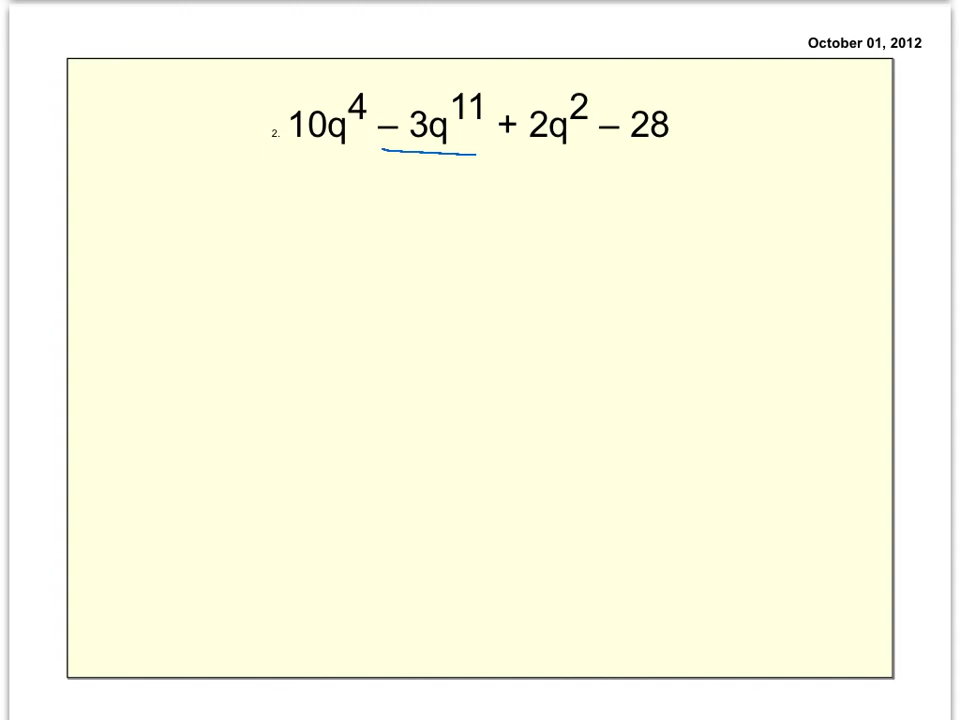 October 01, 2012
2. 10q⁴ – 3q¹¹ + 2q² – 28